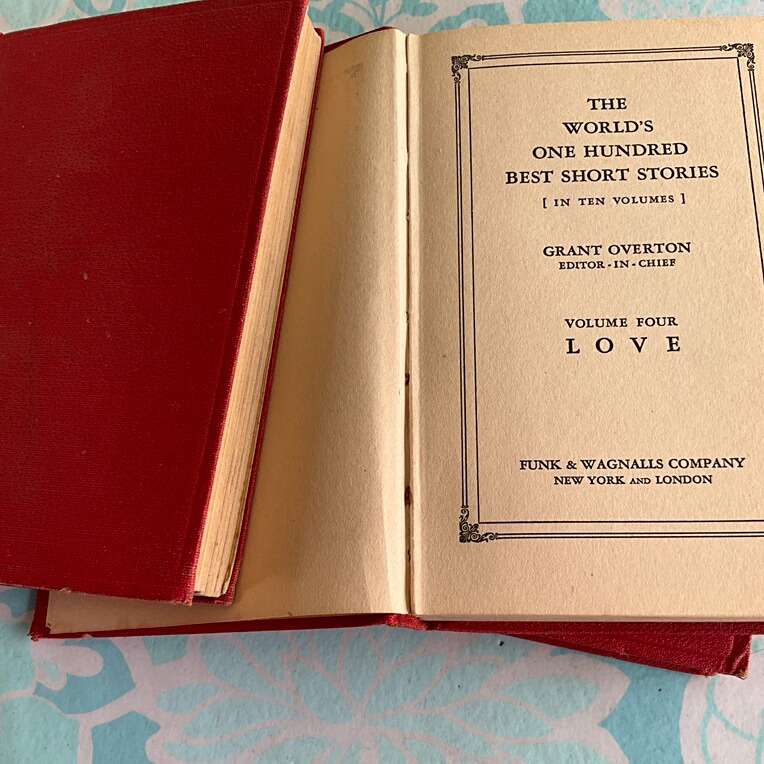 THE
WORLD'S
ONE HUNDRED
BEST SHORT STORIES
[ IN TEN VOLUMES ]
GRANT OVERTON
EDITOR-IN-CHIEF
VOLUME FOUR
LOVE
FUNK & WAGNALLS COMPANY
NEW YORK AND LONDON